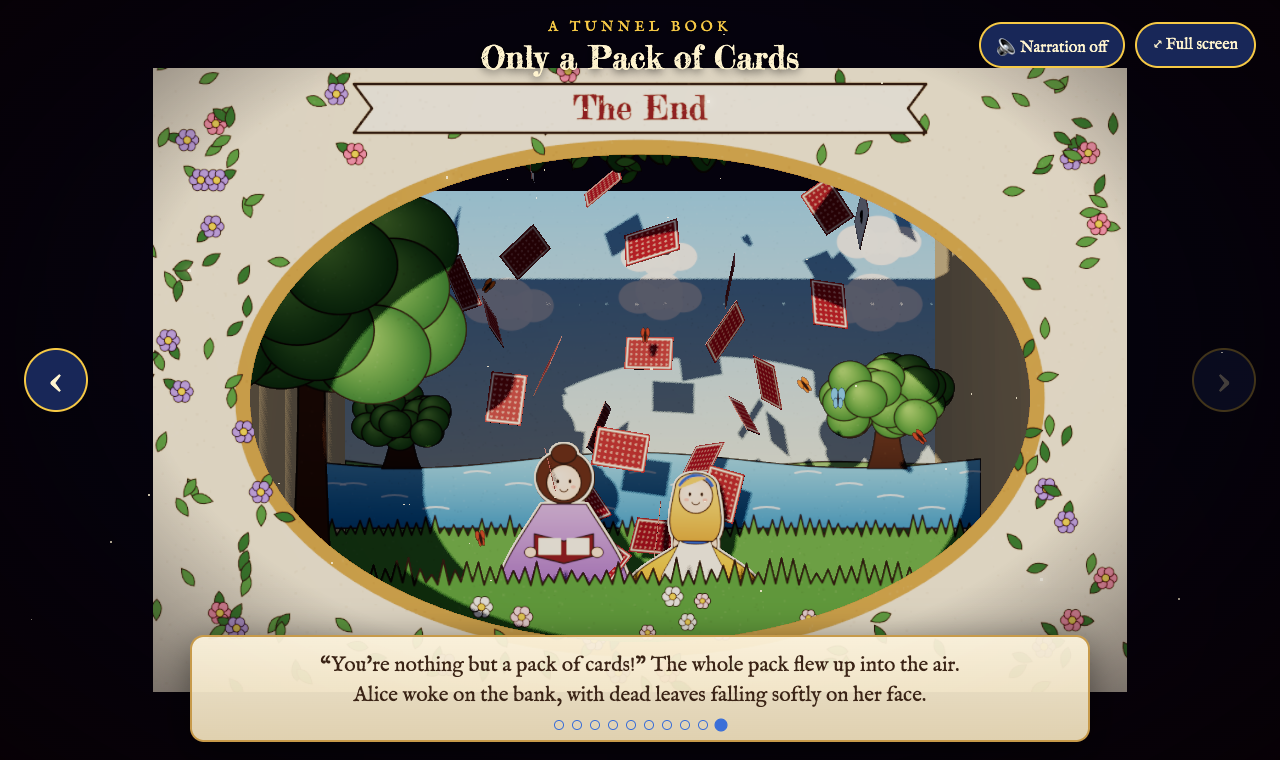 A TUNNEL BOOK
Only a Pack of Cards
🔊 Narration off
⤢ Full screen
The End
‹
›
“You’re nothing but a pack of cards!” The whole pack flew up into the air.
Alice woke on the bank, with dead leaves falling softly on her face.